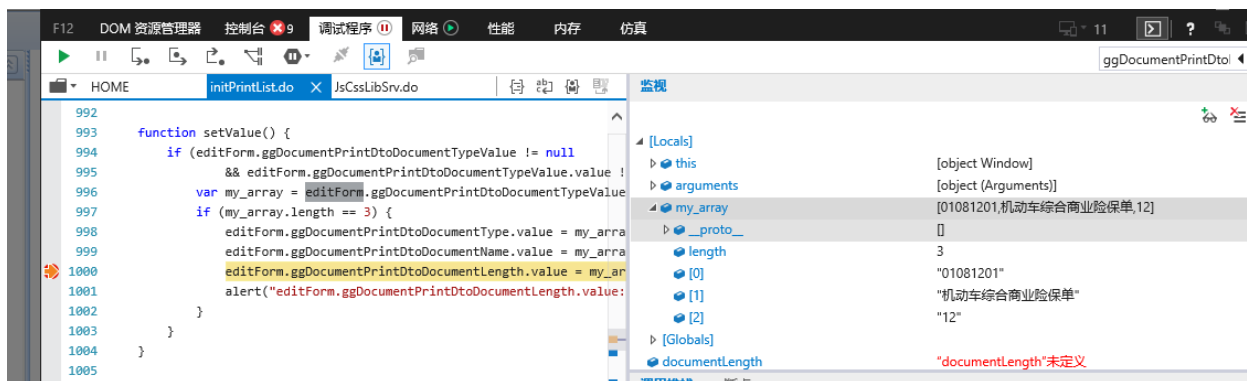 F12 DOM 资源管理器 控制台 9 调试程序 网络 性能 内存 仿真 11 ?
ggDocumentPrintDtol
HOME initPrintList.do X JsCssLibSrv.do 监视
992
993 function setValue() {
994 if (editForm.ggDocumentPrintDtoDocumentTypeValue != null
995 && editForm.ggDocumentPrintDtoDocumentTypeValue.value !
996 var my_array = editForm.ggDocumentPrintDtoDocumentTypeValue
997 if (my_array.length == 3) {
998 editForm.ggDocumentPrintDtoDocumentType.value = my_arra
999 editForm.ggDocumentPrintDtoDocumentName.value = my_arra
1000 editForm.ggDocumentPrintDtoDocumentLength.value = my_ar
1001 alert("editForm.ggDocumentPrintDtoDocumentLength.value:
1002 }
1003 }
1004 }
1005
[Locals]
this [object Window]
arguments [object (Arguments)]
my_array [01081201,机动车综合商业险保单,12]
__proto__ []
length 3
[0] "01081201"
[1] "机动车综合商业险保单"
[2] "12"
[Globals]
documentLength "documentLength"未定义